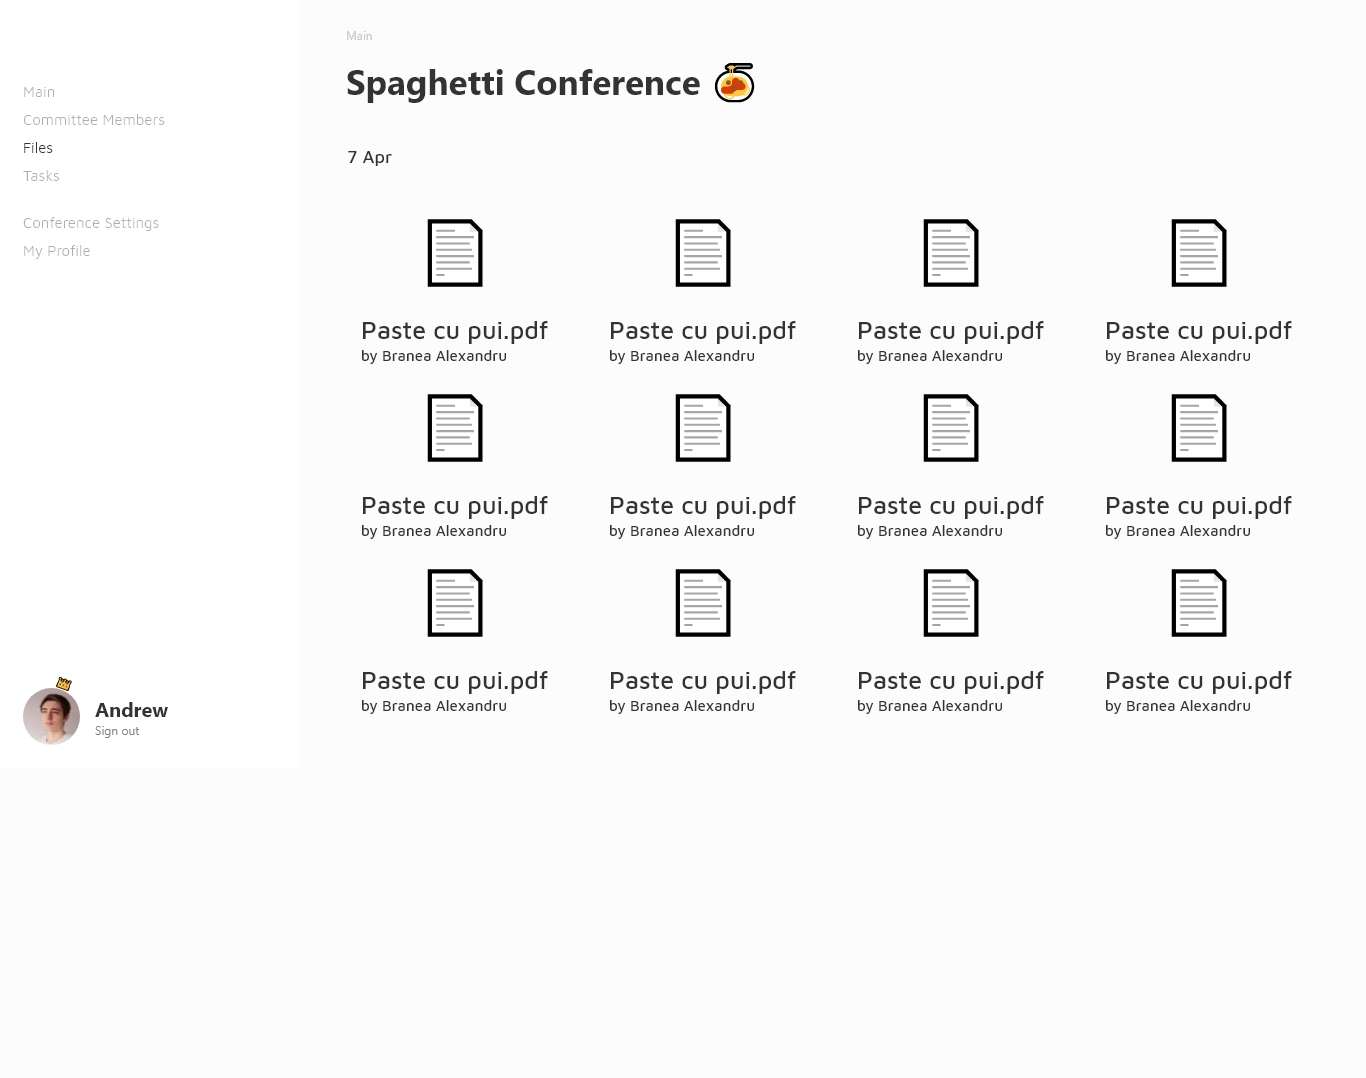 Main
Committee Members
Files
Tasks
Conference Settings
My Profile
Andrew
Sign out
Main
Spaghetti Conference
7 Apr
Paste cu pui.pdf
by Branea Alexandru
Paste cu pui.pdf
by Branea Alexandru
Paste cu pui.pdf
by Branea Alexandru
Paste cu pui.pdf
by Branea Alexandru
Paste cu pui.pdf
by Branea Alexandru
Paste cu pui.pdf
by Branea Alexandru
Paste cu pui.pdf
by Branea Alexandru
Paste cu pui.pdf
by Branea Alexandru
Paste cu pui.pdf
by Branea Alexandru
Paste cu pui.pdf
by Branea Alexandru
Paste cu pui.pdf
by Branea Alexandru
Paste cu pui.pdf
by Branea Alexandru